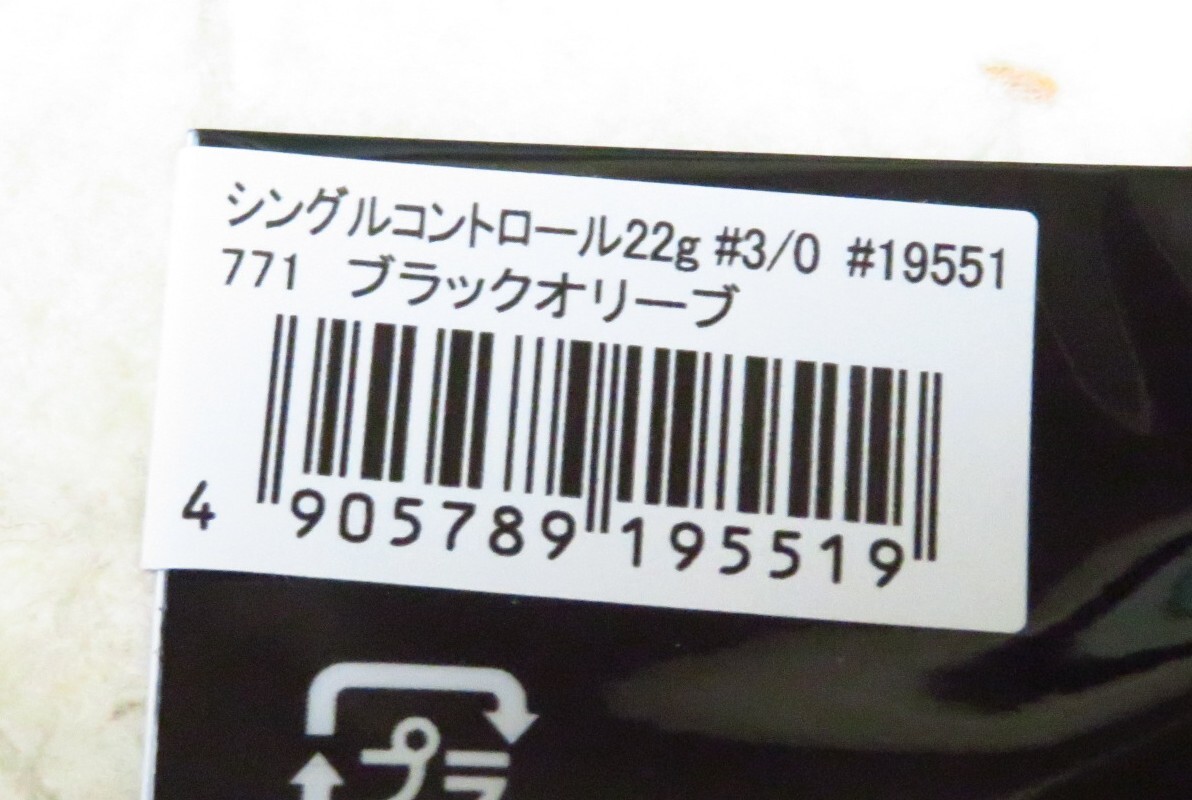 シングルコントロール22g #3/0 #19551
771 ブラックオリーブ
4 905789 195519
プラ